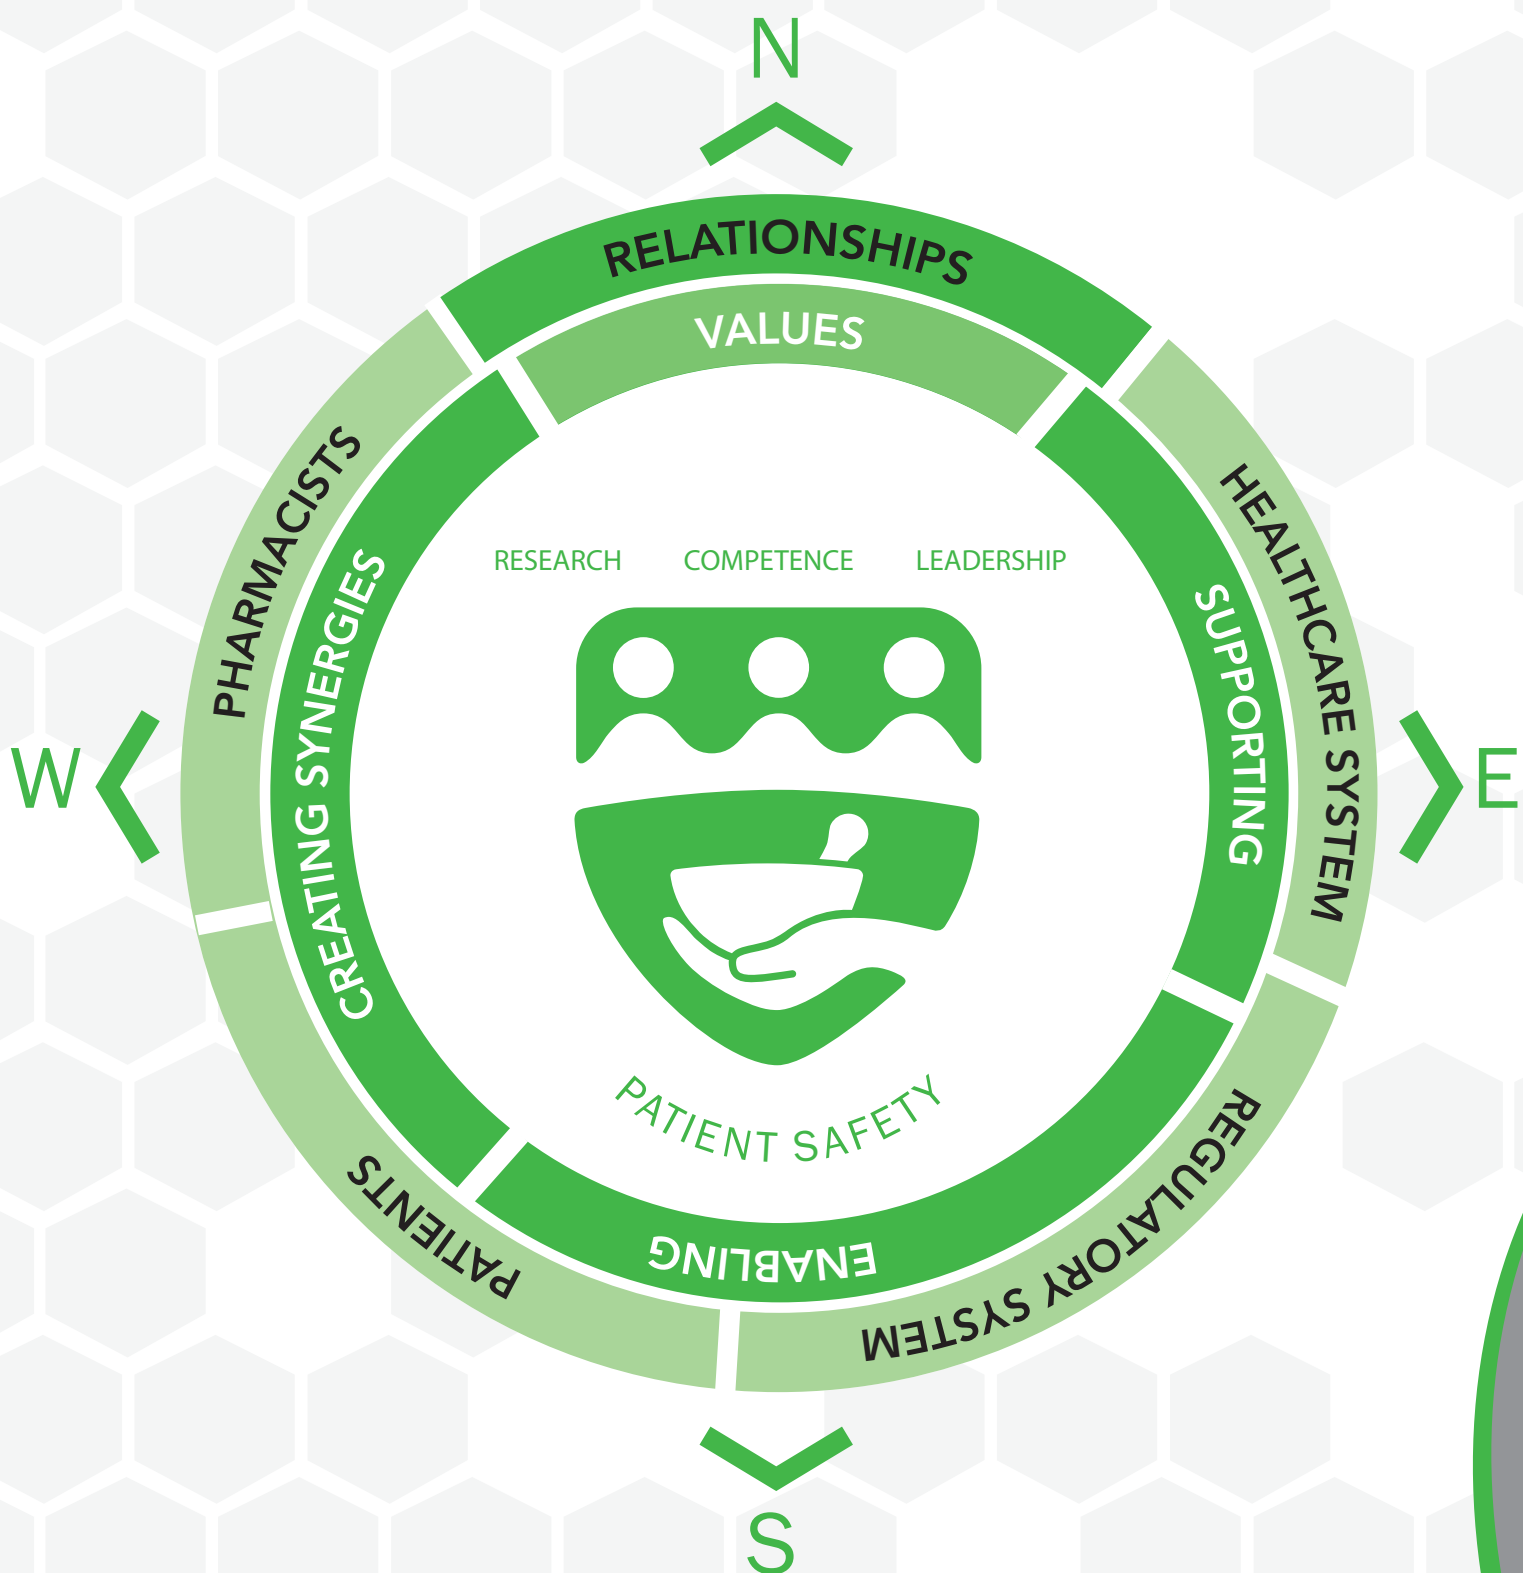 N
RELATIONSHIPS
VALUES
PHARMACISTS
HEALTHCARE SYSTEM
CREATING SYNERGIES
SUPPORTING
RESEARCH COMPETENCE LEADERSHIP
W
E
PATIENT SAFETY
PATIENTS
REGULATORY SYSTEM
ENABLING
S